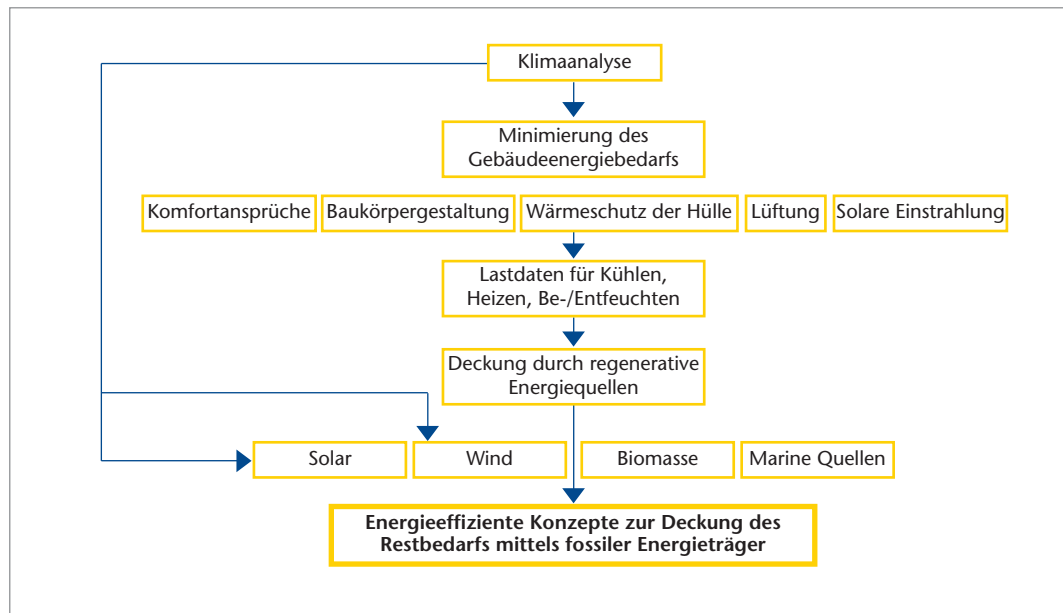 Klimaanalyse
Minimierung des
Gebäudeenergiebedarfs
Komfortansprüche
Baukörpergestaltung
Wärmeschutz der Hülle
Lüftung
Solare Einstrahlung
Lastdaten für Kühlen,
Heizen, Be-/Entfeuchten
Deckung durch regenerative
Energiequellen
Solar
Wind
Biomasse
Marine Quellen
Energieeffiziente Konzepte zur Deckung des
Restbedarfs mittels fossiler Energieträger